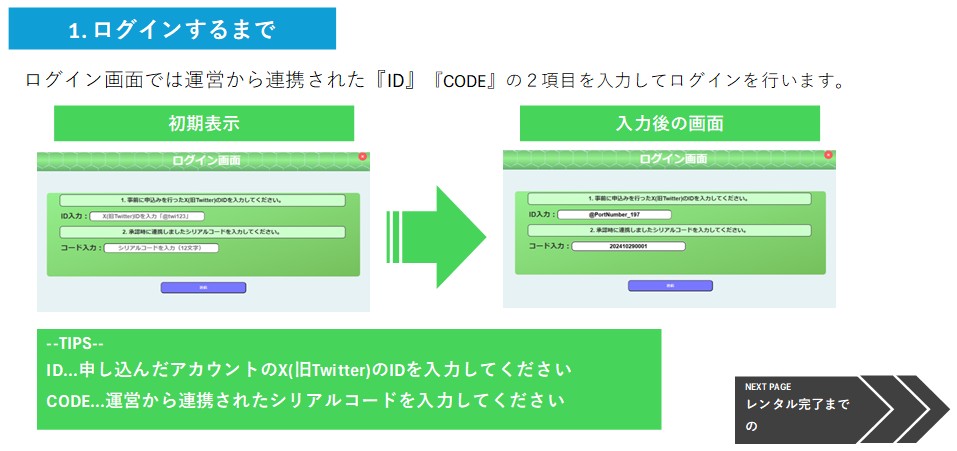 1. ログインするまで
ログイン画面では運営から連携された『ID』『CODE』の２項目を入力してログインを行います。
初期表示
ログイン画面
1. 事前に申込みを行ったX(旧Twitter)のIDを入力してください。
ID入力：
X(旧Twitter)IDを入力「@twi123」
2. 承認時に連携しましたシリアルコードを入力してください。
コード入力：
シリアルコードを入力（12文字）
入力後の画面
ログイン画面
1. 事前に申込みを行ったX(旧Twitter)のIDを入力してください。
ID入力：
@PortNumber_197
2. 承認時に連携しましたシリアルコードを入力してください。
コード入力：
202410290001
--TIPS--
ID...申し込んだアカウントのX(旧Twitter)のIDを入力してください
CODE...運営から連携されたシリアルコードを入力してください
NEXT PAGE
レンタル完了まで
の